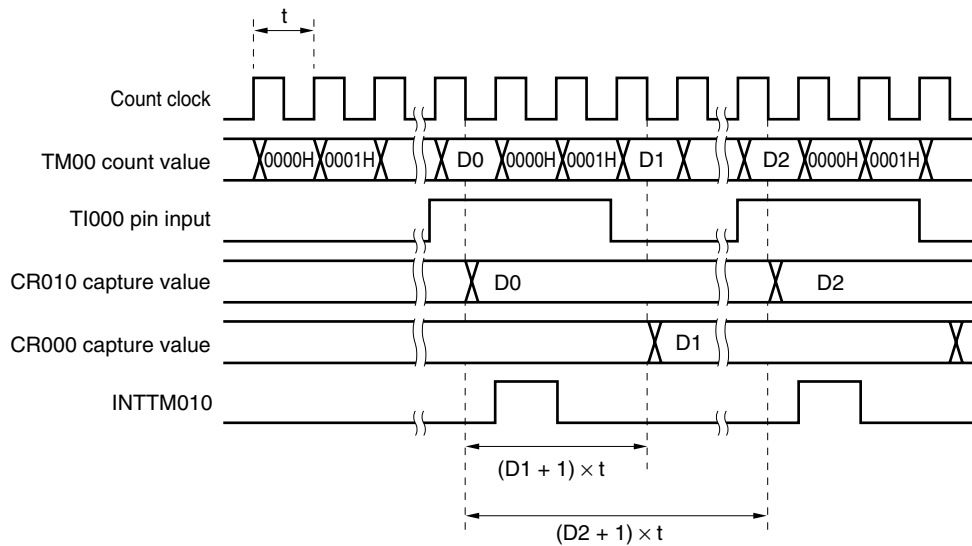 t
Count clock
TM00 count value 0000H 0001H D0 0000H 0001H D1 D2 0000H 0001H
TI000 pin input
CR010 capture value D0 D2
CR000 capture value D1
INTTM010
(D1 + 1) × t
(D2 + 1) × t